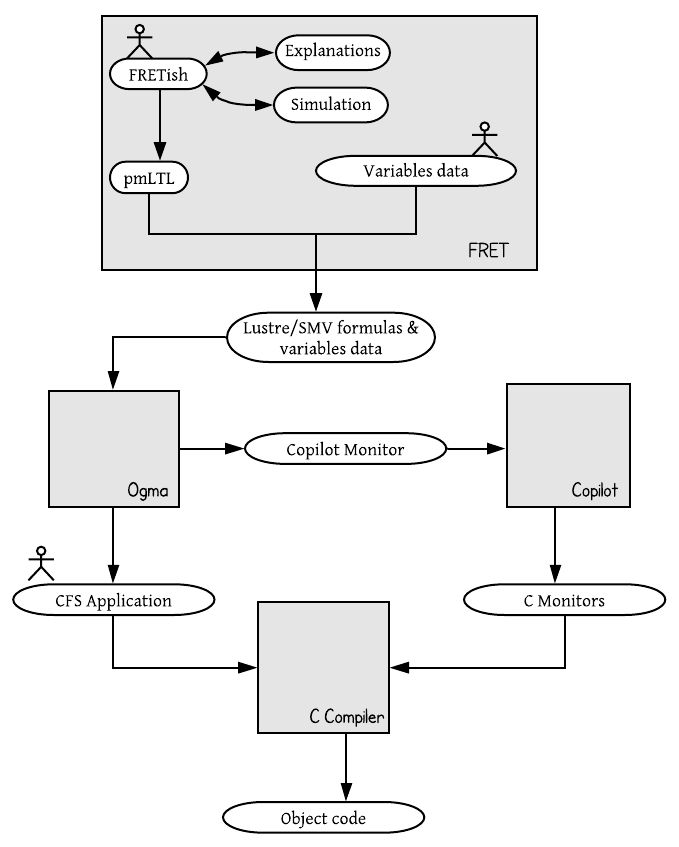 Explanations
FRETish
Simulation
pmLTL
Variables data
FRET
Lustre/SMV formulas &
variables data
Copilot Monitor
Ogma
Copilot
CFS Application
C Monitors
C Compiler
Object code